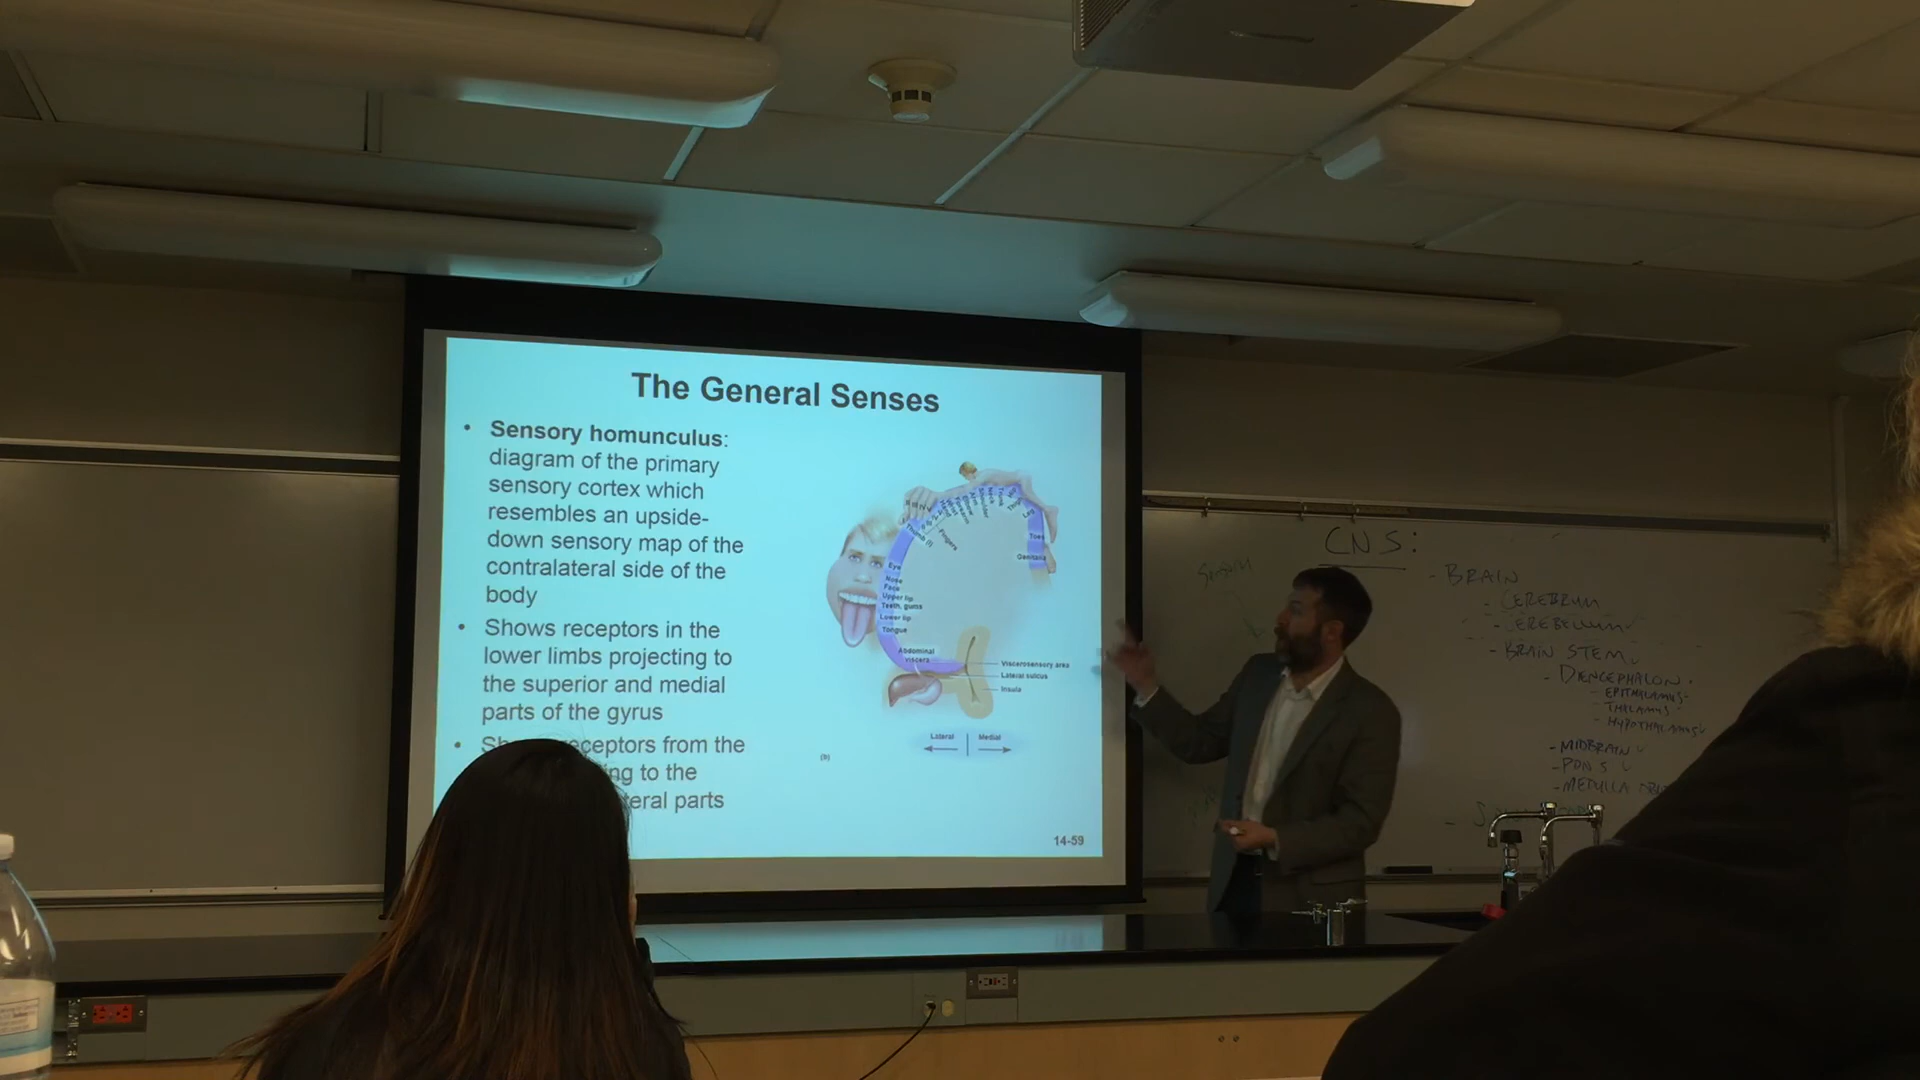 The General Senses
• Sensory homunculus:
diagram of the primary
sensory cortex which
resembles an upside-
down sensory map of the
contralateral side of the
body
• Shows receptors in the
lower limbs projecting to
the superior and medial
parts of the gyrus
• eceptors from the
ng to the
teral parts
Shoulder
Fingers
Toes
Genitalia
Eye
Nose
Face
Upper lip
Teeth, gums
Lower lip
Tongue
Abdominal
viscera
Viscerosensory area
Lateral sulcus
Insula
Lateral Medial
(b)
14-59
CNS:
- BRAIN
- CEREBRUM
- CEREBELLUM
- BRAIN STEM
- DIENCEPHALON
- EPITHALAMUS
- THALAMUS
- HYPOTHALAMUS
- MIDBRAIN
- PONS
- MEDULLA